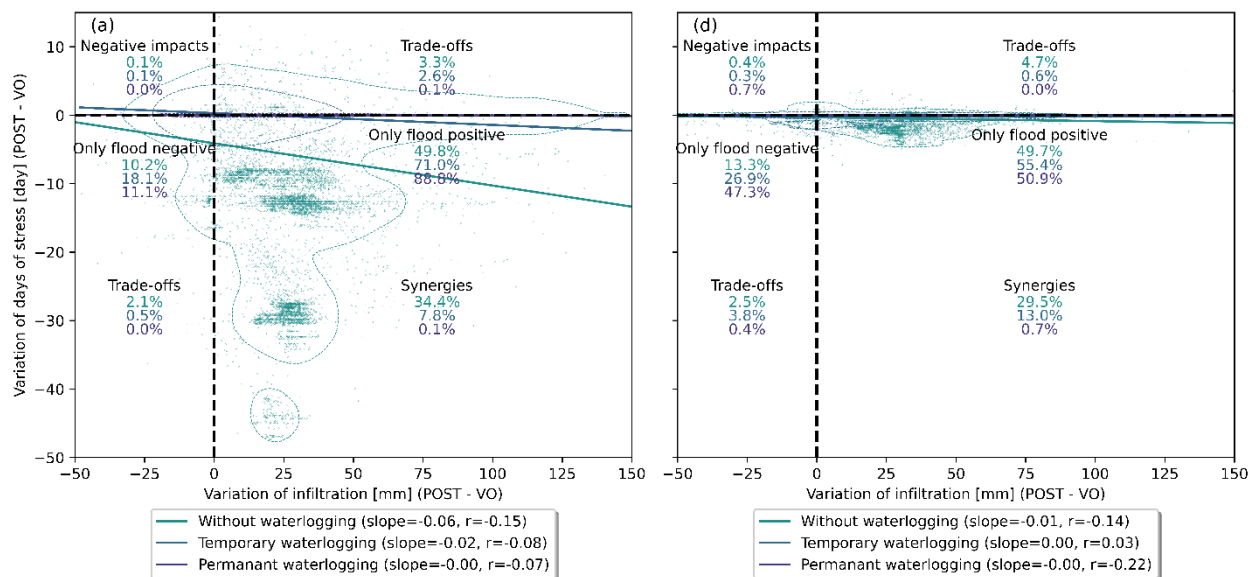 (a)
Negative impacts
0.1%
0.1%
0.0%
Trade-offs
3.3%
2.6%
0.1%
Only flood negative
10.2%
18.1%
11.1%
Only flood positive
49.8%
71.0%
88.8%
Trade-offs
2.1%
0.5%
0.0%
Synergies
34.4%
7.8%
0.1%
Variation of days of stress [day] (POST - VO)
10
0
−10
−20
−30
−40
−50
−50
−25
0
25
50
75
100
125
150
Variation of infiltration [mm] (POST - VO)
Without waterlogging (slope=-0.06, r=-0.15)
Temporary waterlogging (slope=-0.02, r=-0.08)
Permanant waterlogging (slope=-0.00, r=-0.07)
(d)
Negative impacts
0.4%
0.3%
0.7%
Trade-offs
4.7%
0.6%
0.0%
Only flood negative
13.3%
26.9%
47.3%
Only flood positive
49.7%
55.4%
50.9%
Trade-offs
2.5%
3.8%
0.4%
Synergies
29.5%
13.0%
0.7%
−50
−25
0
25
50
75
100
125
150
Variation of infiltration [mm] (POST - VO)
Without waterlogging (slope=-0.01, r=-0.14)
Temporary waterlogging (slope=0.00, r=0.03)
Permanant waterlogging (slope=-0.00, r=-0.22)